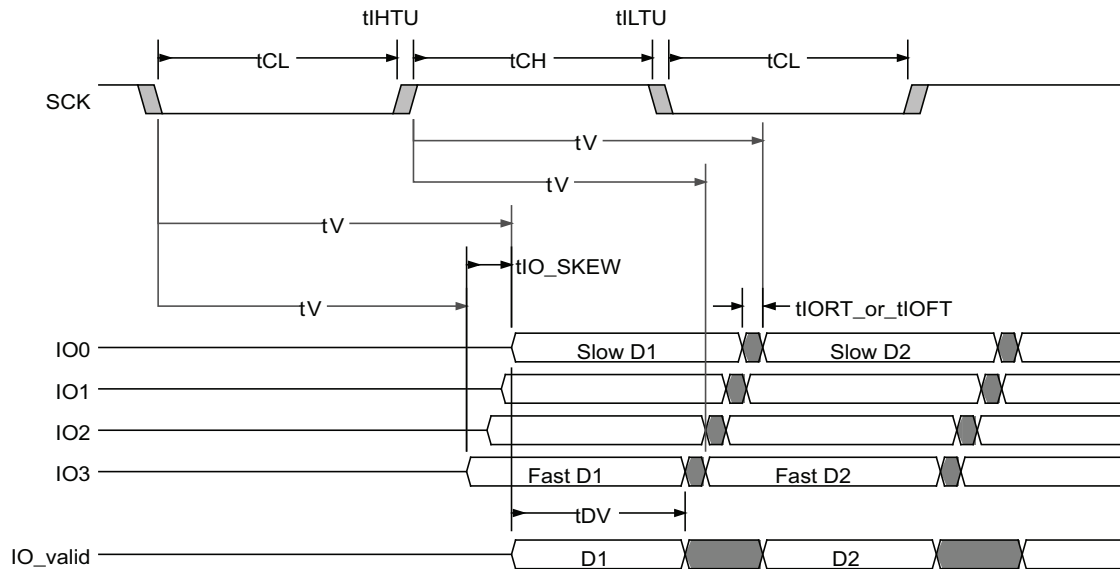 tIHTU tILTU
tCL tCH tCL
SCK
tV
tV
tV
tIO_SKEW
tV
tIORT_or_tIOFT
IO0 Slow D1 Slow D2
IO1
IO2
IO3 Fast D1 Fast D2
tDV
IO_valid D1 D2